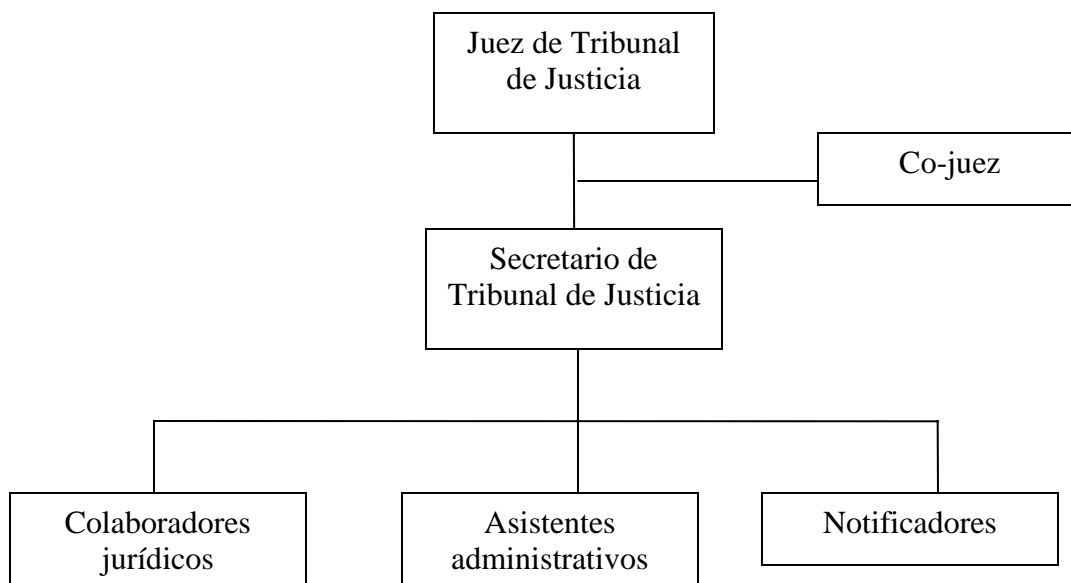 Juez de Tribunal
de Justicia
Co-juez
Secretario de
Tribunal de Justicia
Colaboradores
jurídicos
Asistentes
administrativos
Notificadores